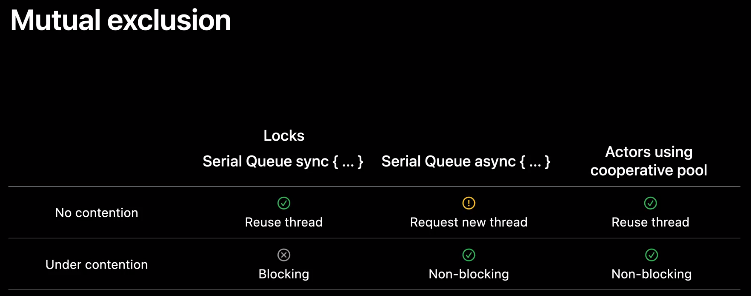 Mutual exclusion
Locks
Serial Queue sync { ... }
Serial Queue async { ... }
Actors using
cooperative pool
No contention
Reuse thread
Request new thread
Reuse thread
Under contention
Blocking
Non-blocking
Non-blocking